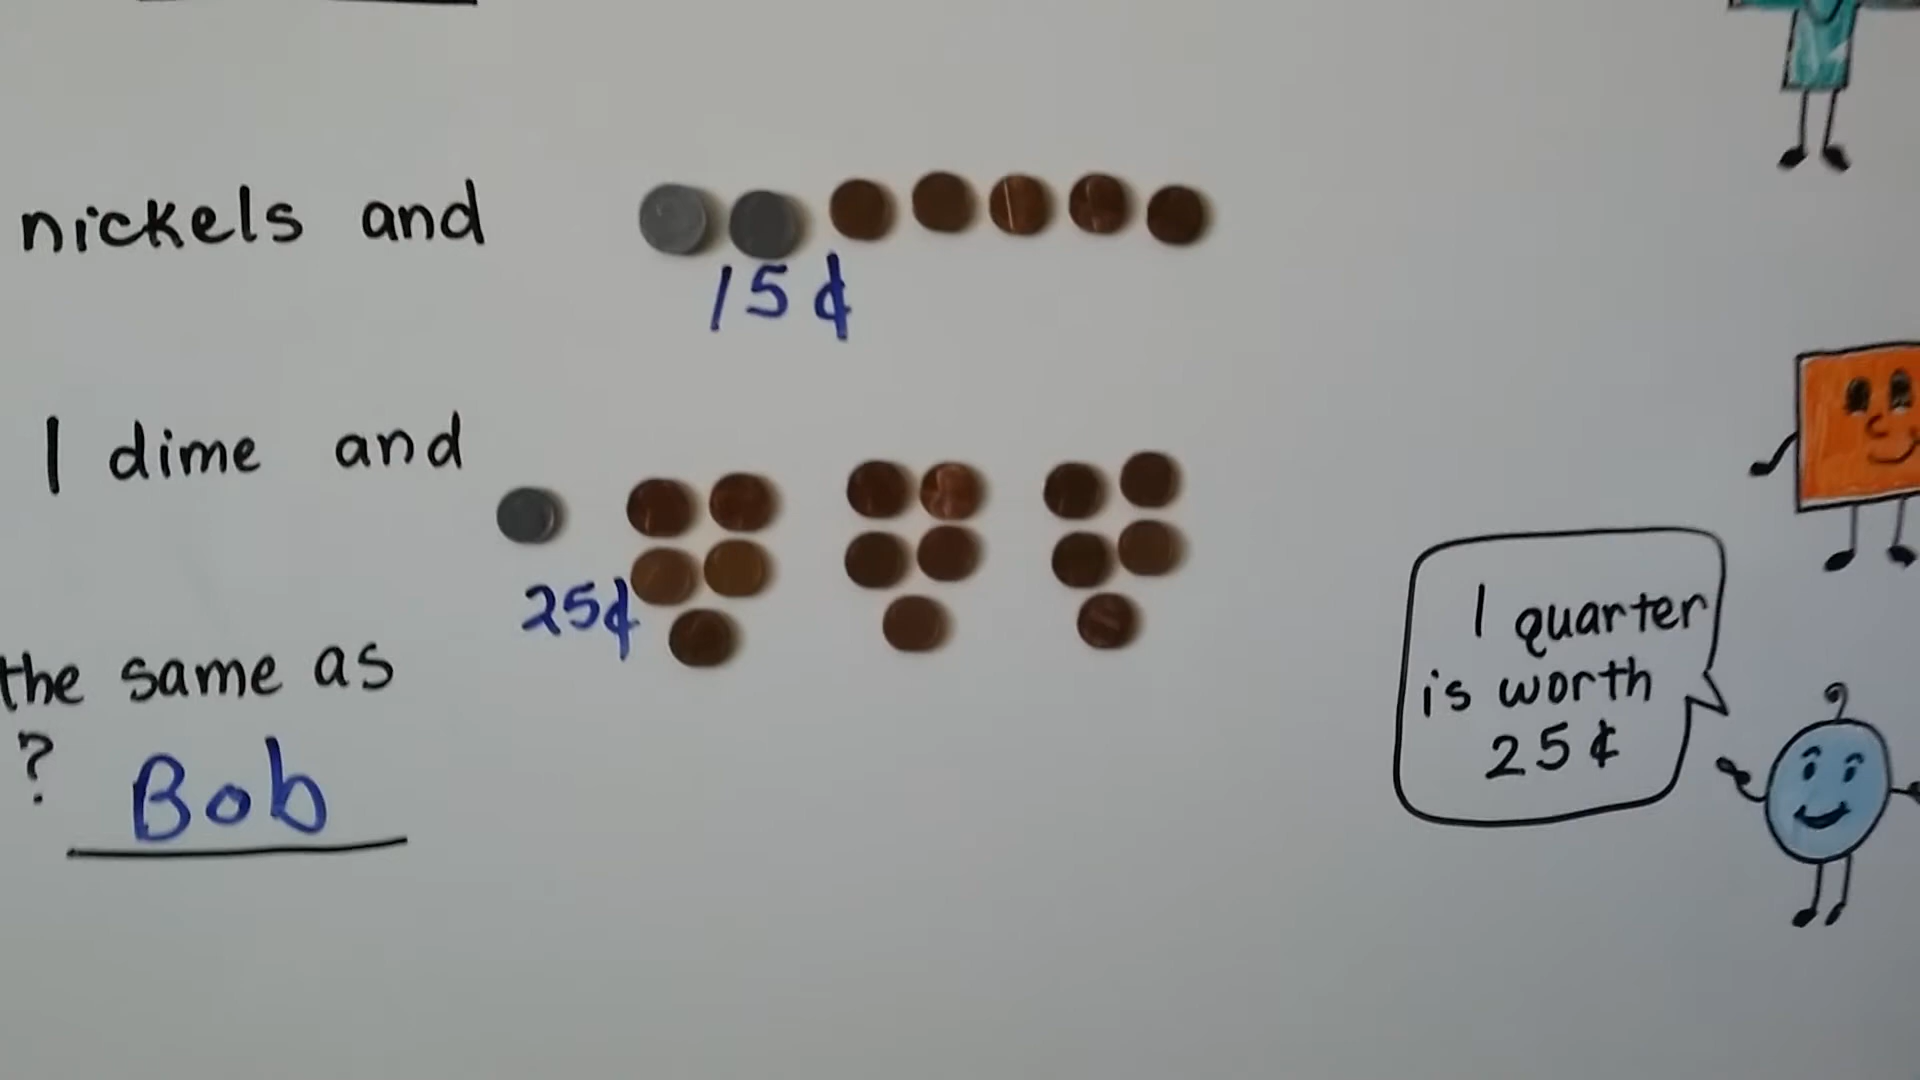 nickels and
15¢
1 dime and
25¢
the same as
?
Bob
1 quarter
is worth
25¢